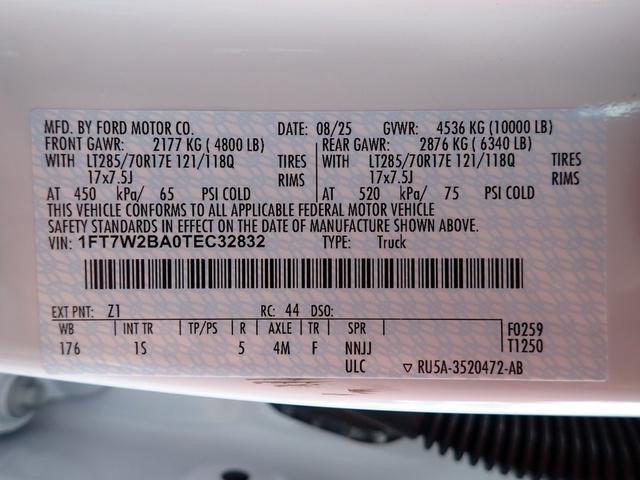 MFD. BY FORD MOTOR CO. DATE: 08/25 GVWR: 4536 KG (10000 LB)
FRONT GAWR: 2177 KG ( 4800 LB) REAR GAWR: 2876 KG ( 6340 LB)
WITH LT285/70R17E 121/118Q TIRES WITH LT285/70R17E 121/118Q TIRES
17x7.5J RIMS 17x7.5J RIMS
AT 450 kPa/ 65 PSI COLD AT 520 kPa/ 75 PSI COLD
THIS VEHICLE CONFORMS TO ALL APPLICABLE FEDERAL MOTOR VEHICLE
SAFETY STANDARDS IN EFFECT ON THE DATE OF MANUFACTURE SHOWN ABOVE.
VIN: 1FT7W2BA0TEC32832 TYPE: Truck
EXT PNT: Z1 RC: 44 DSO:
WB INT TR TP/PS R AXLE TR SPR F0259
176 1S 5 4M F NNJJ T1250
ULC ▽ RU5A-3520472-AB